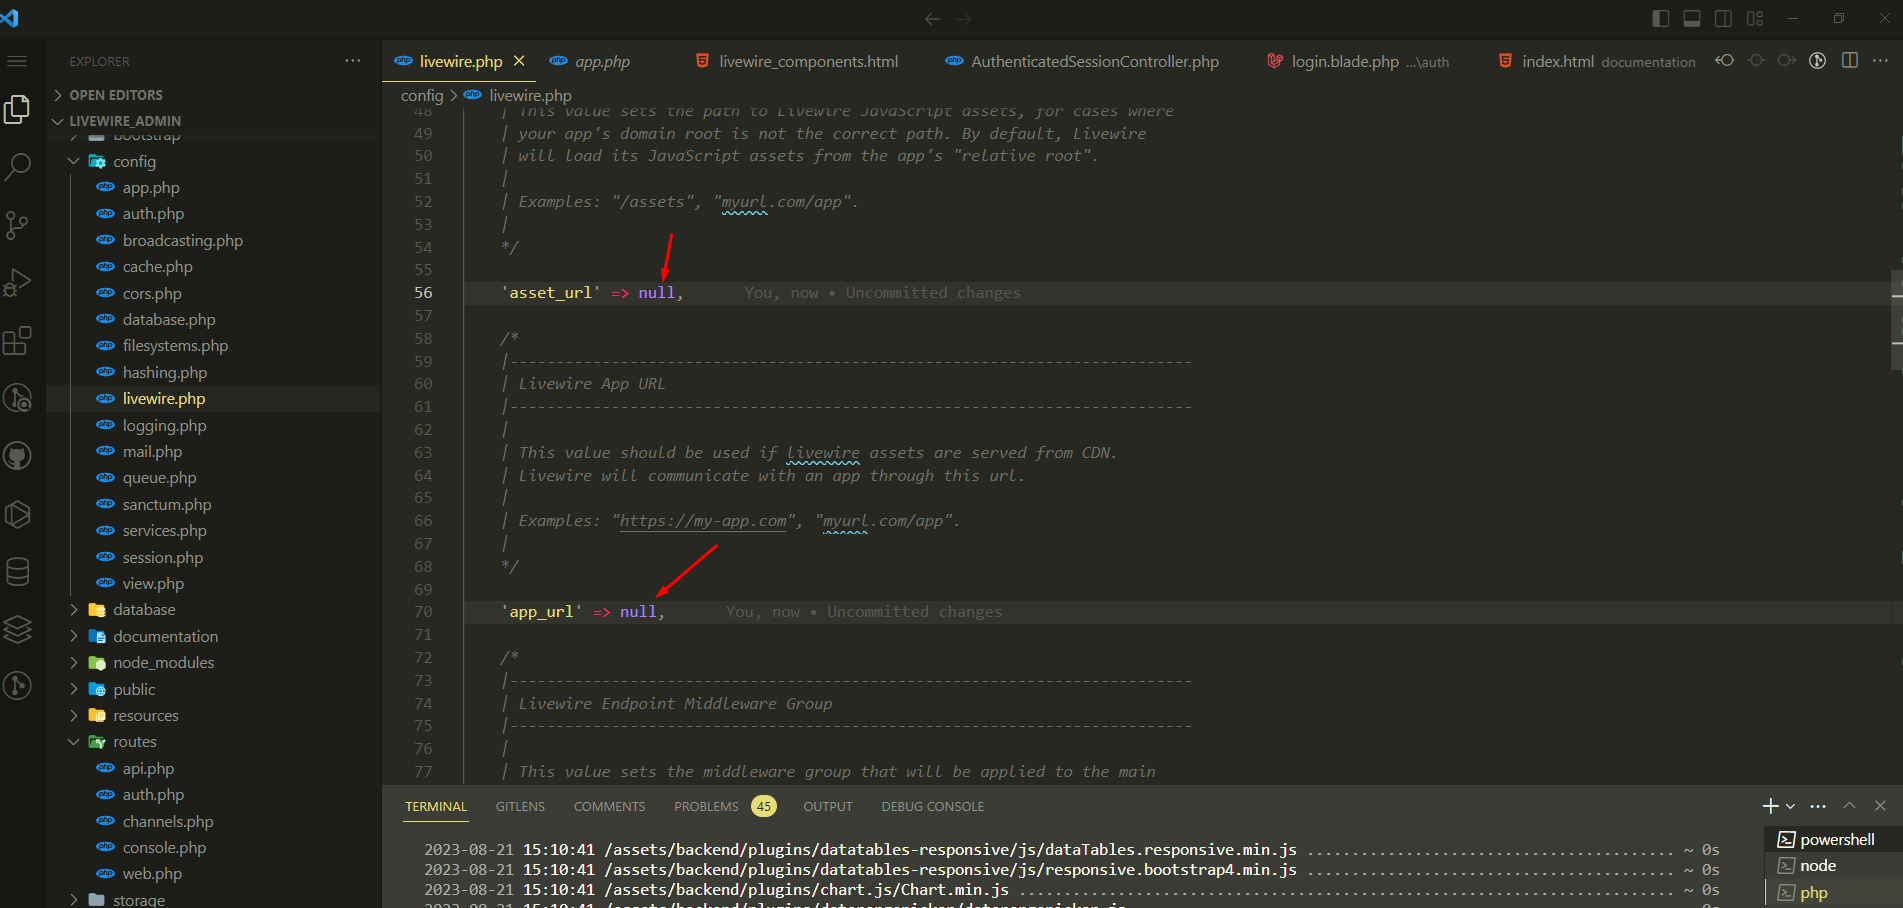 EXPLORER
OPEN EDITORS
LIVEWIRE_ADMIN
bootstrap
config
app.php
auth.php
broadcasting.php
cache.php
cors.php
database.php
filesystems.php
hashing.php
livewire.php
logging.php
mail.php
queue.php
sanctum.php
services.php
session.php
view.php
database
documentation
node_modules
public
resources
routes
api.php
auth.php
channels.php
console.php
web.php
storage
livewire.php app.php livewire_components.html AuthenticatedSessionController.php login.blade.php ...\auth index.html documentation
config > livewire.php
48 | This value sets the path to Livewire JavaScript assets, for cases where
49 | your app's domain root is not the correct path. By default, Livewire
50 | will load its JavaScript assets from the app's "relative root".
51 |
52 | Examples: "/assets", "myurl.com/app".
53 |
54 */
55
56 'asset_url' => null, You, now • Uncommitted changes
57
58 /*
59 |--------------------------------------------------------------------------
60 | Livewire App URL
61 |--------------------------------------------------------------------------
62 |
63 | This value should be used if livewire assets are served from CDN.
64 | Livewire will communicate with an app through this url.
65 |
66 | Examples: "https://my-app.com", "myurl.com/app".
67 |
68 */
69
70 'app_url' => null, You, now • Uncommitted changes
71
72 /*
73 |--------------------------------------------------------------------------
74 | Livewire Endpoint Middleware Group
75 |--------------------------------------------------------------------------
76 |
77 | This value sets the middleware group that will be applied to the main
TERMINAL GITLENS COMMENTS PROBLEMS 45 OUTPUT DEBUG CONSOLE
2023-08-21 15:10:41 /assets/backend/plugins/datatables-responsive/js/dataTables.responsive.min.js ........................................ ~ 0s
2023-08-21 15:10:41 /assets/backend/plugins/datatables-responsive/js/responsive.bootstrap4.min.js ........................................ ~ 0s
2023-08-21 15:10:41 /assets/backend/plugins/chart.js/Chart.min.js ....................................................................... ~ 0s
2023-08-21 15:10:41 /assets/backend/plugins/daterangepicker/daterangepicker.js
powershell
node
php